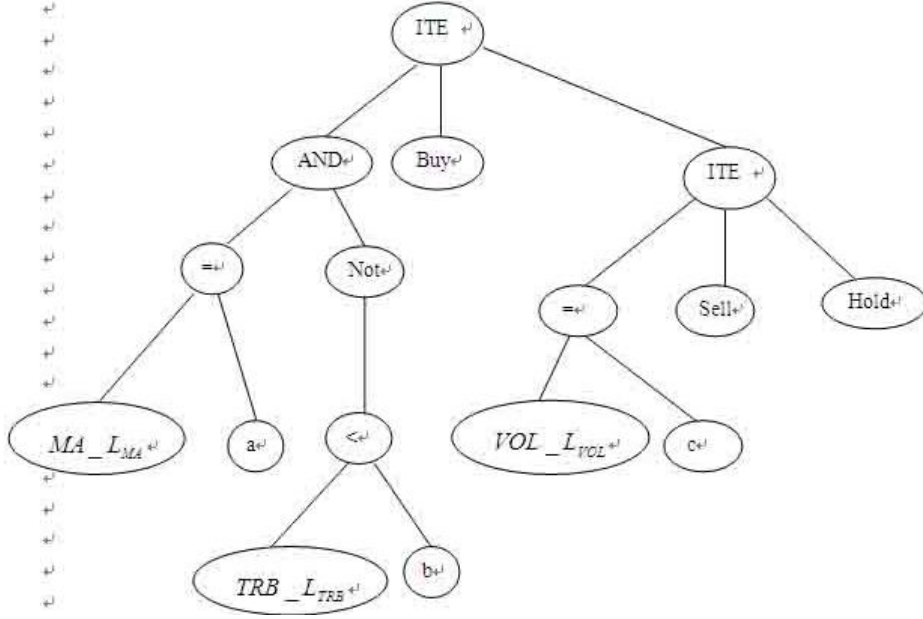 ITE
AND Buy ITE
= Not
= Sell Hold
MA_L_MA a < VOL_L_VOL c
TRB_L_TRB b